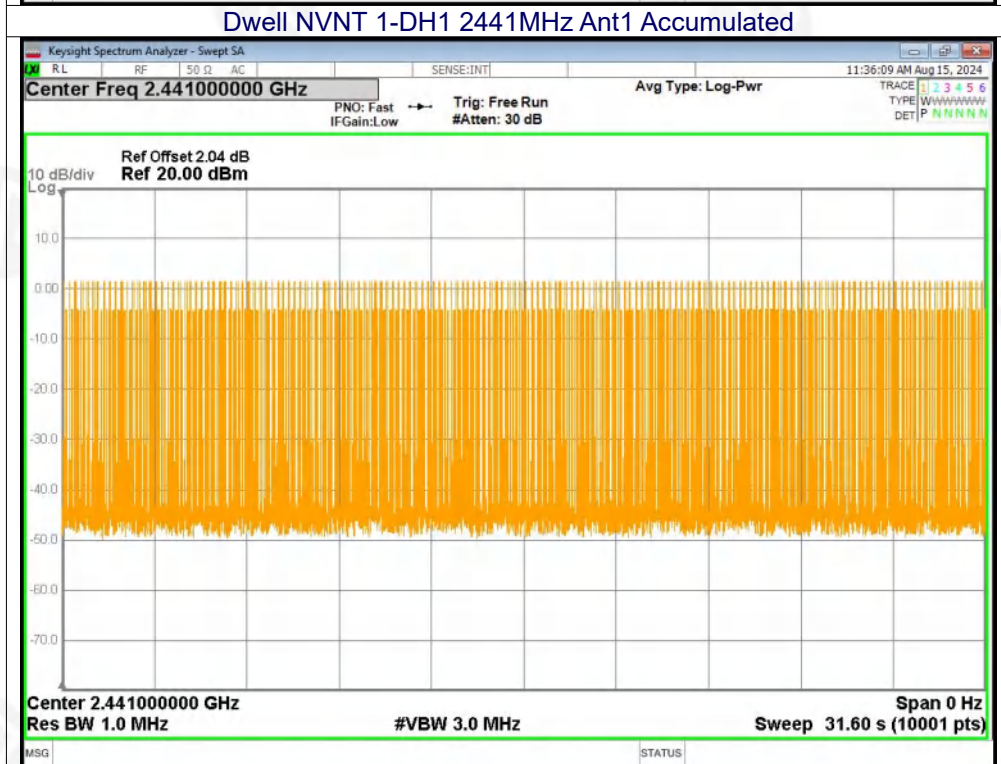 Dwell NVNT 1-DH1 2441MHz Ant1 Accumulated
Keysight Spectrum Analyzer - Swept SA
LXI RL RF 50 Ω AC SENSE:INT 11:36:09 AM Aug 15, 2024
Center Freq 2.441000000 GHz
PNO: Fast Trig: Free Run
IFGain:Low #Atten: 30 dB
Avg Type: Log-Pwr
TRACE 1 2 3 4 5 6
TYPE WWWWWW
DET P N N N N N
Ref Offset 2.04 dB
10 dB/div Ref 20.00 dBm
Log
10.0
0.00
-10.0
-20.0
-30.0
-40.0
-50.0
-60.0
-70.0
Center 2.441000000 GHz Span 0 Hz
Res BW 1.0 MHz #VBW 3.0 MHz Sweep 31.60 s (10001 pts)
MSG STATUS